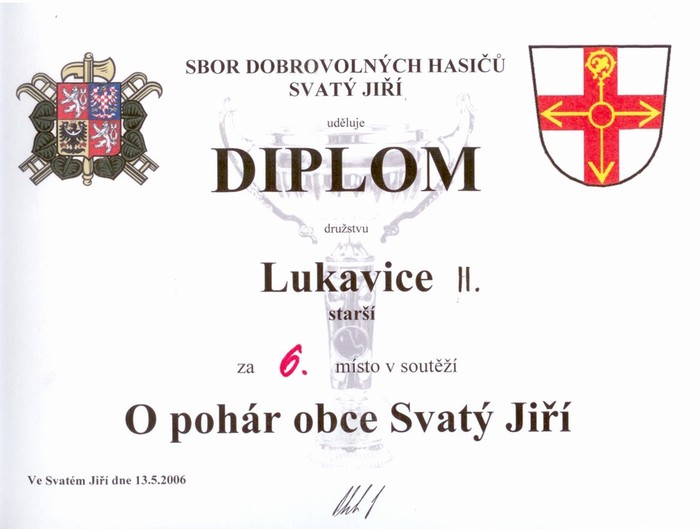 SBOR DOBROVOLNÝCH HASIČŮ
SVATÝ JIŘÍ
uděluje
DIPLOM
družstvu
Lukavice II.
starší
za 6. místo v soutěží
O pohár obce Svatý Jiří
Ve Svatém Jiří dne 13.5.2006